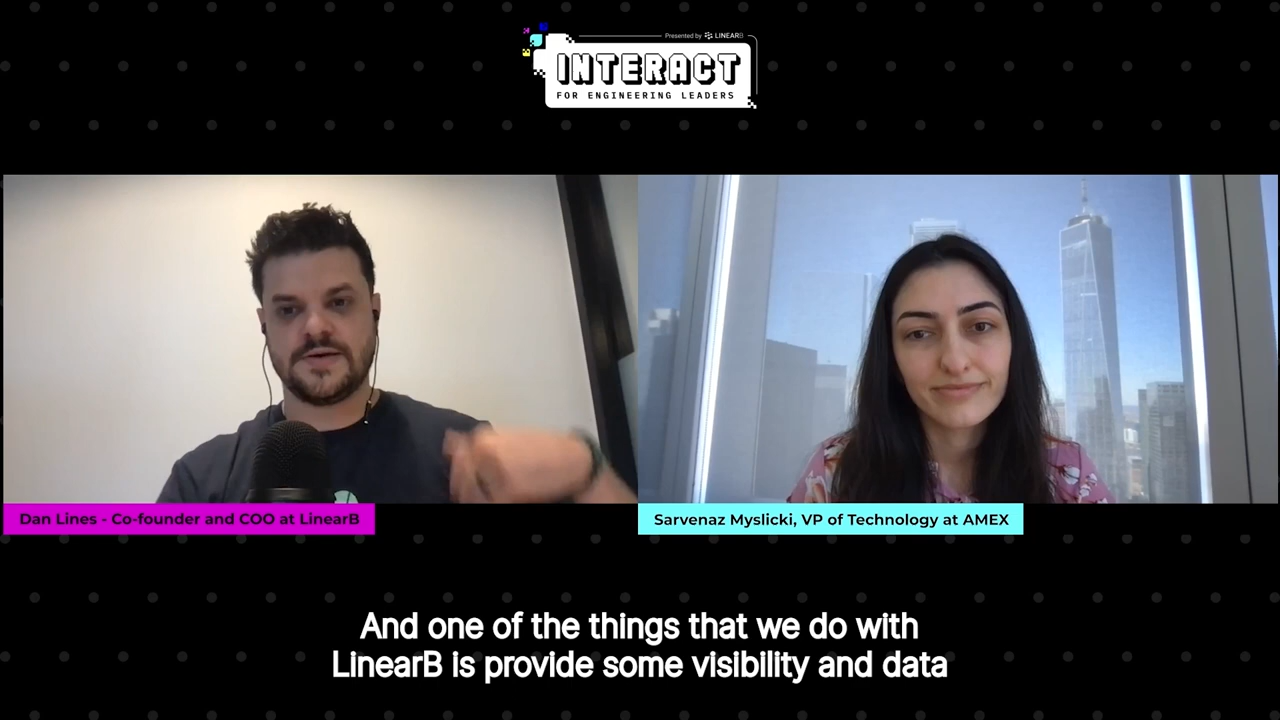 Presented by LINEARB
INTERACT
FOR ENGINEERING LEADERS
Dan Lines - Co-founder and COO at LinearB
Sarvenaz Myslicki, VP of Technology at AMEX
And one of the things that we do with
LinearB is provide some visibility and data